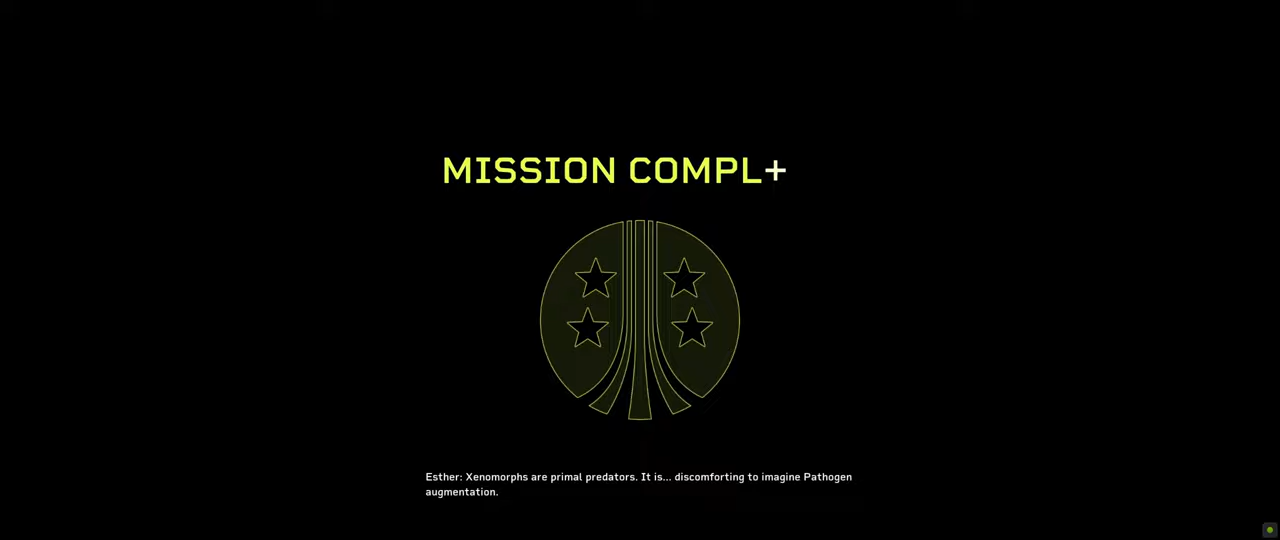 MISSION COMPL+
Esther: Xenomorphs are primal predators. It is... discomforting to imagine Pathogen
augmentation.